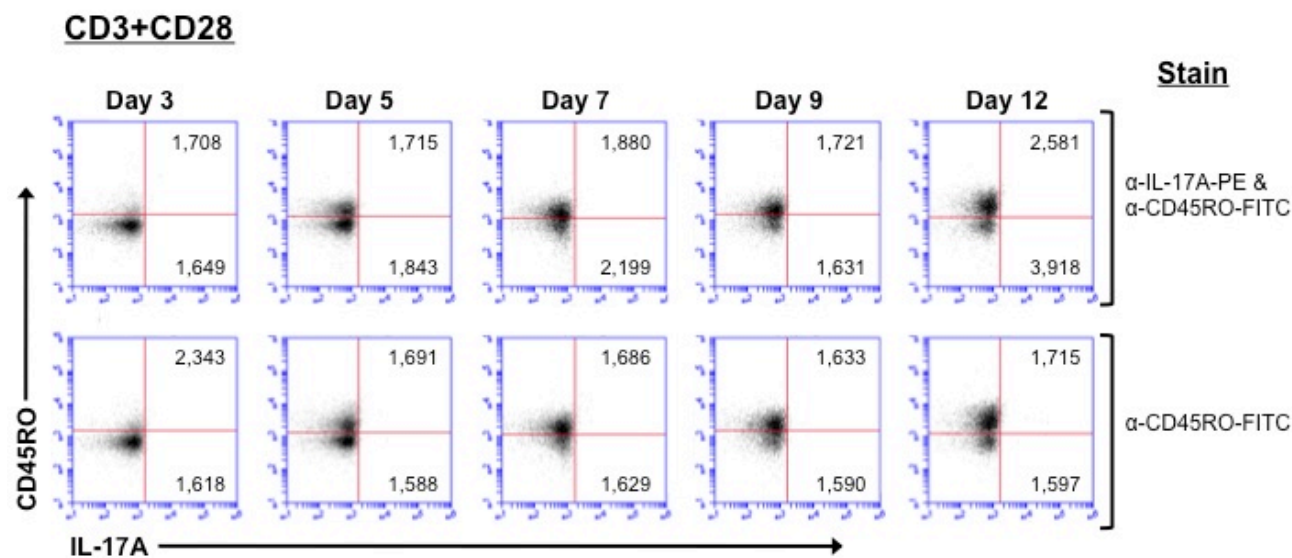 CD3+CD28
Stain
Day 3 Day 5 Day 7 Day 9 Day 12
1,708 1,715 1,880 1,721 2,581
α-IL-17A-PE &
α-CD45RO-FITC
1,649 1,843 2,199 1,631 3,918
2,343 1,691 1,686 1,633 1,715
α-CD45RO-FITC
1,618 1,588 1,629 1,590 1,597
CD45RO
IL-17A